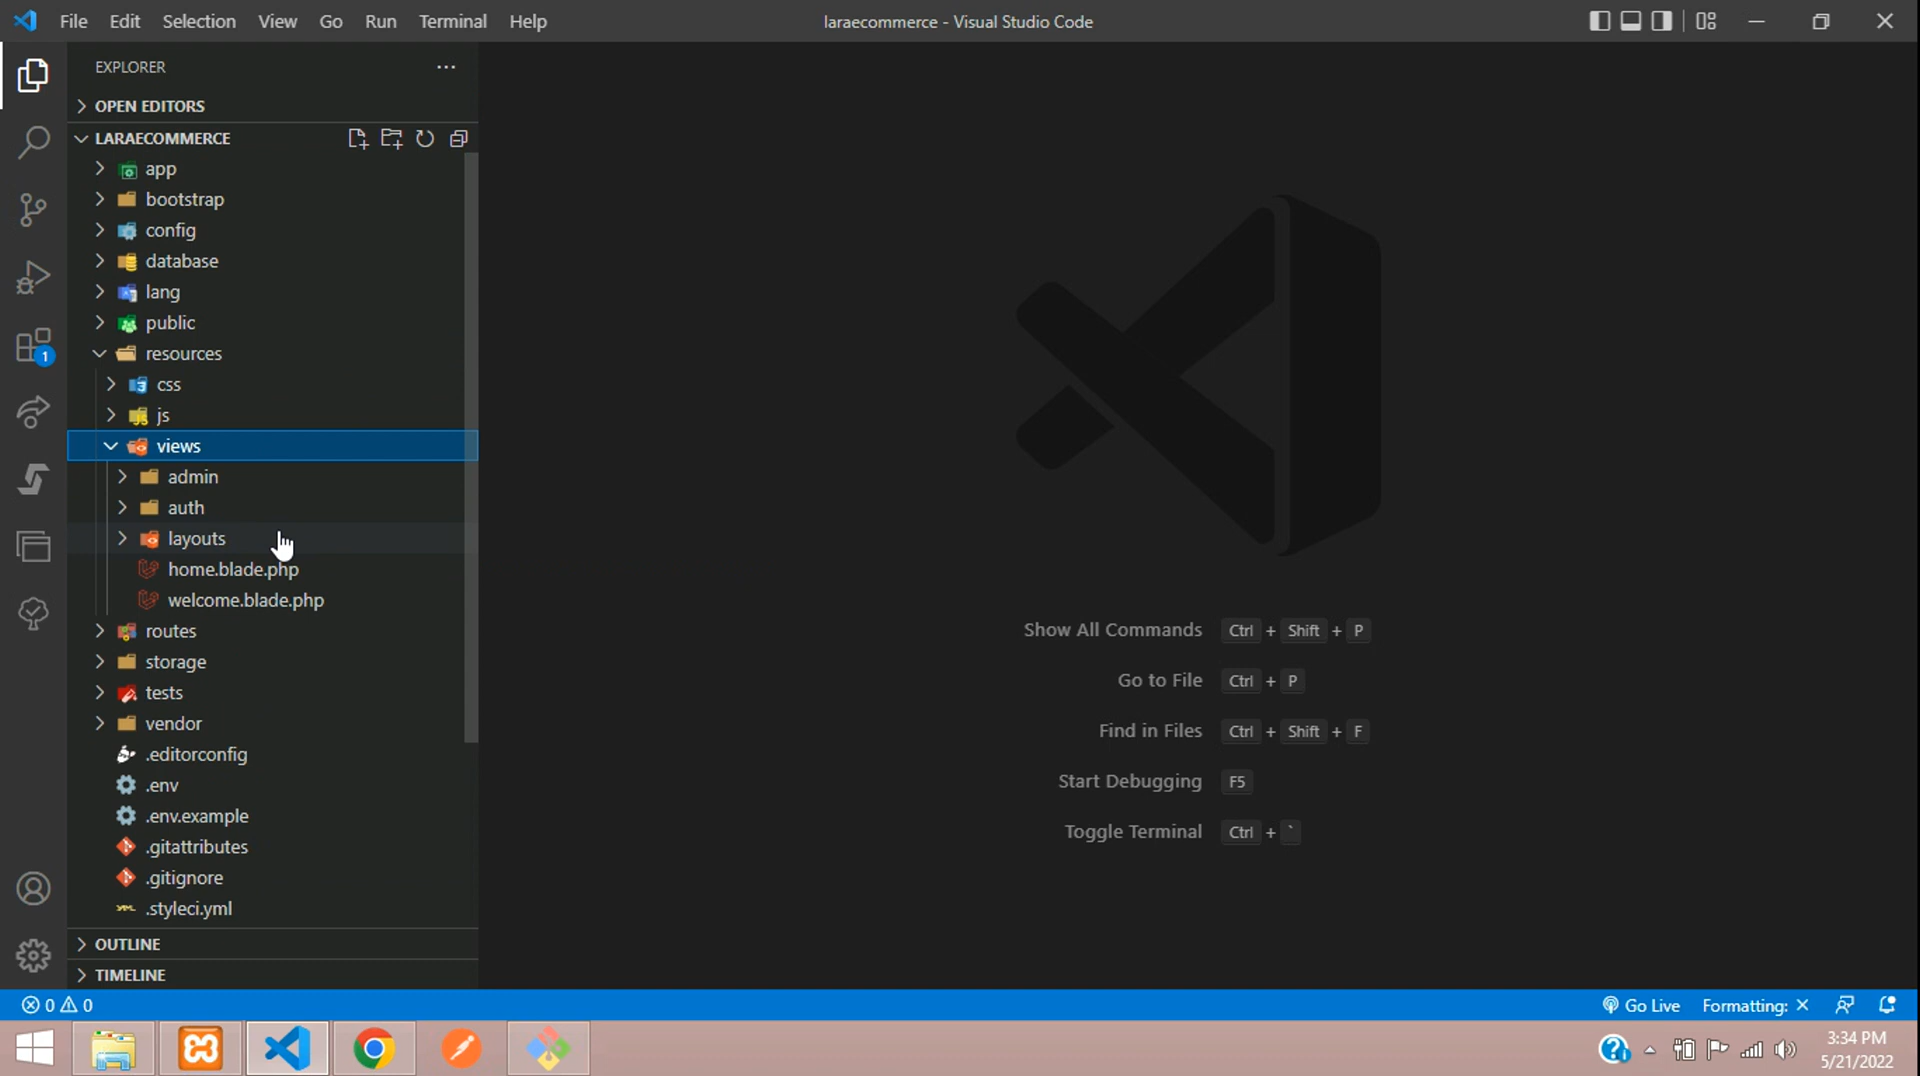 File Edit Selection View Go Run Terminal Help
laraecommerce - Visual Studio Code
EXPLORER
OPEN EDITORS
LARAECOMMERCE
app
bootstrap
config
database
lang
public
resources
css
js
views
admin
auth
layouts
home.blade.php
welcome.blade.php
routes
storage
tests
vendor
.editorconfig
.env
.env.example
.gitattributes
.gitignore
.styleci.yml
OUTLINE
TIMELINE
1
Show All Commands Ctrl + Shift + P
Go to File Ctrl + P
Find in Files Ctrl + Shift + F
Start Debugging F5
Toggle Terminal Ctrl + `
0 0
Go Live Formatting: ×
3:34 PM
5/21/2022